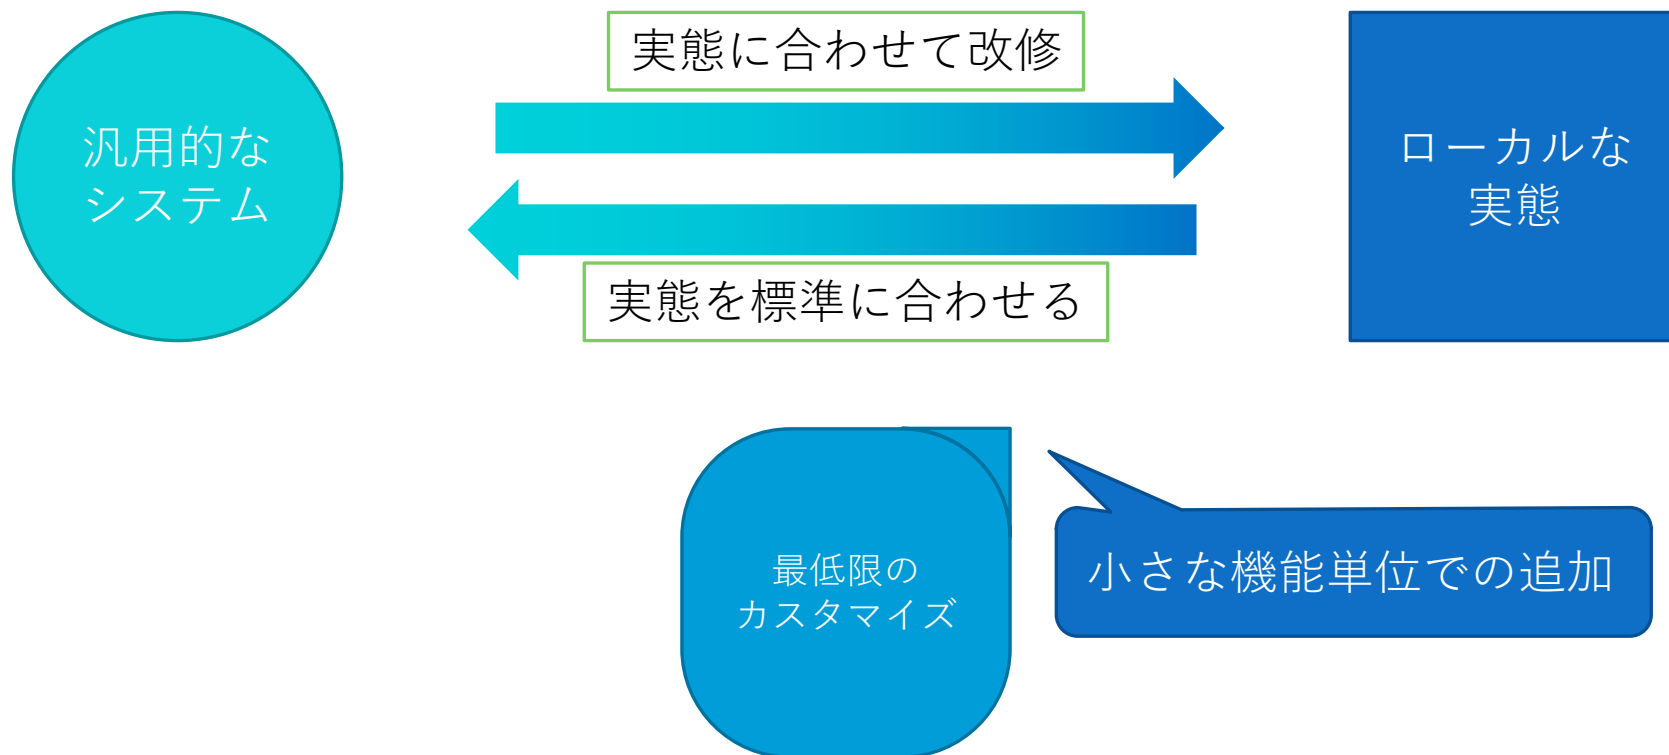 実態に合わせて改修
汎用的な
システム
ローカルな
実態
実態を標準に合わせる
最低限の
カスタマイズ
小さな機能単位での追加